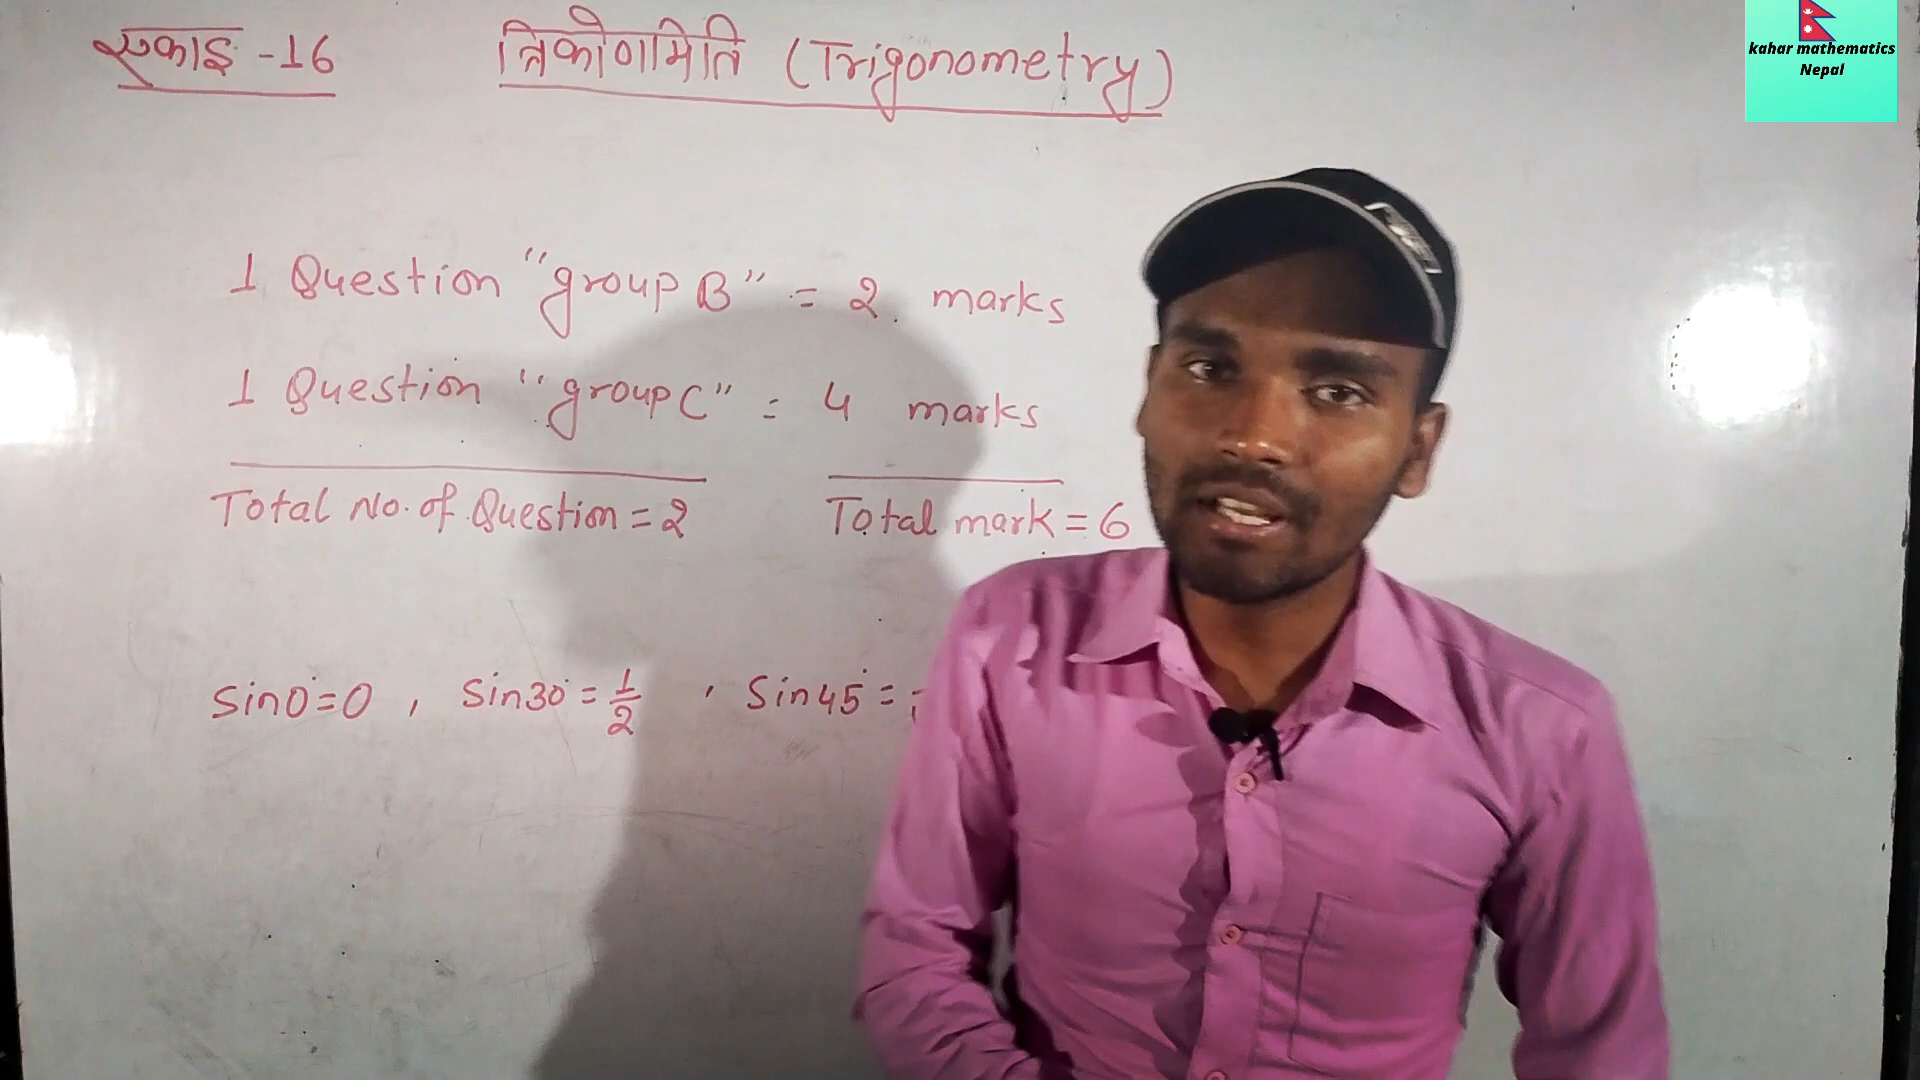 एकाइ - 16
त्रिकोणमिति (Trigonometry)
kahar mathematics
Nepal
1 Question "group B" = 2 marks
1 Question "group C" = 4 marks
Total No. of Question = 2 Total mark = 6
Sin0° = 0 , Sin30° = 1/2 , Sin45° =